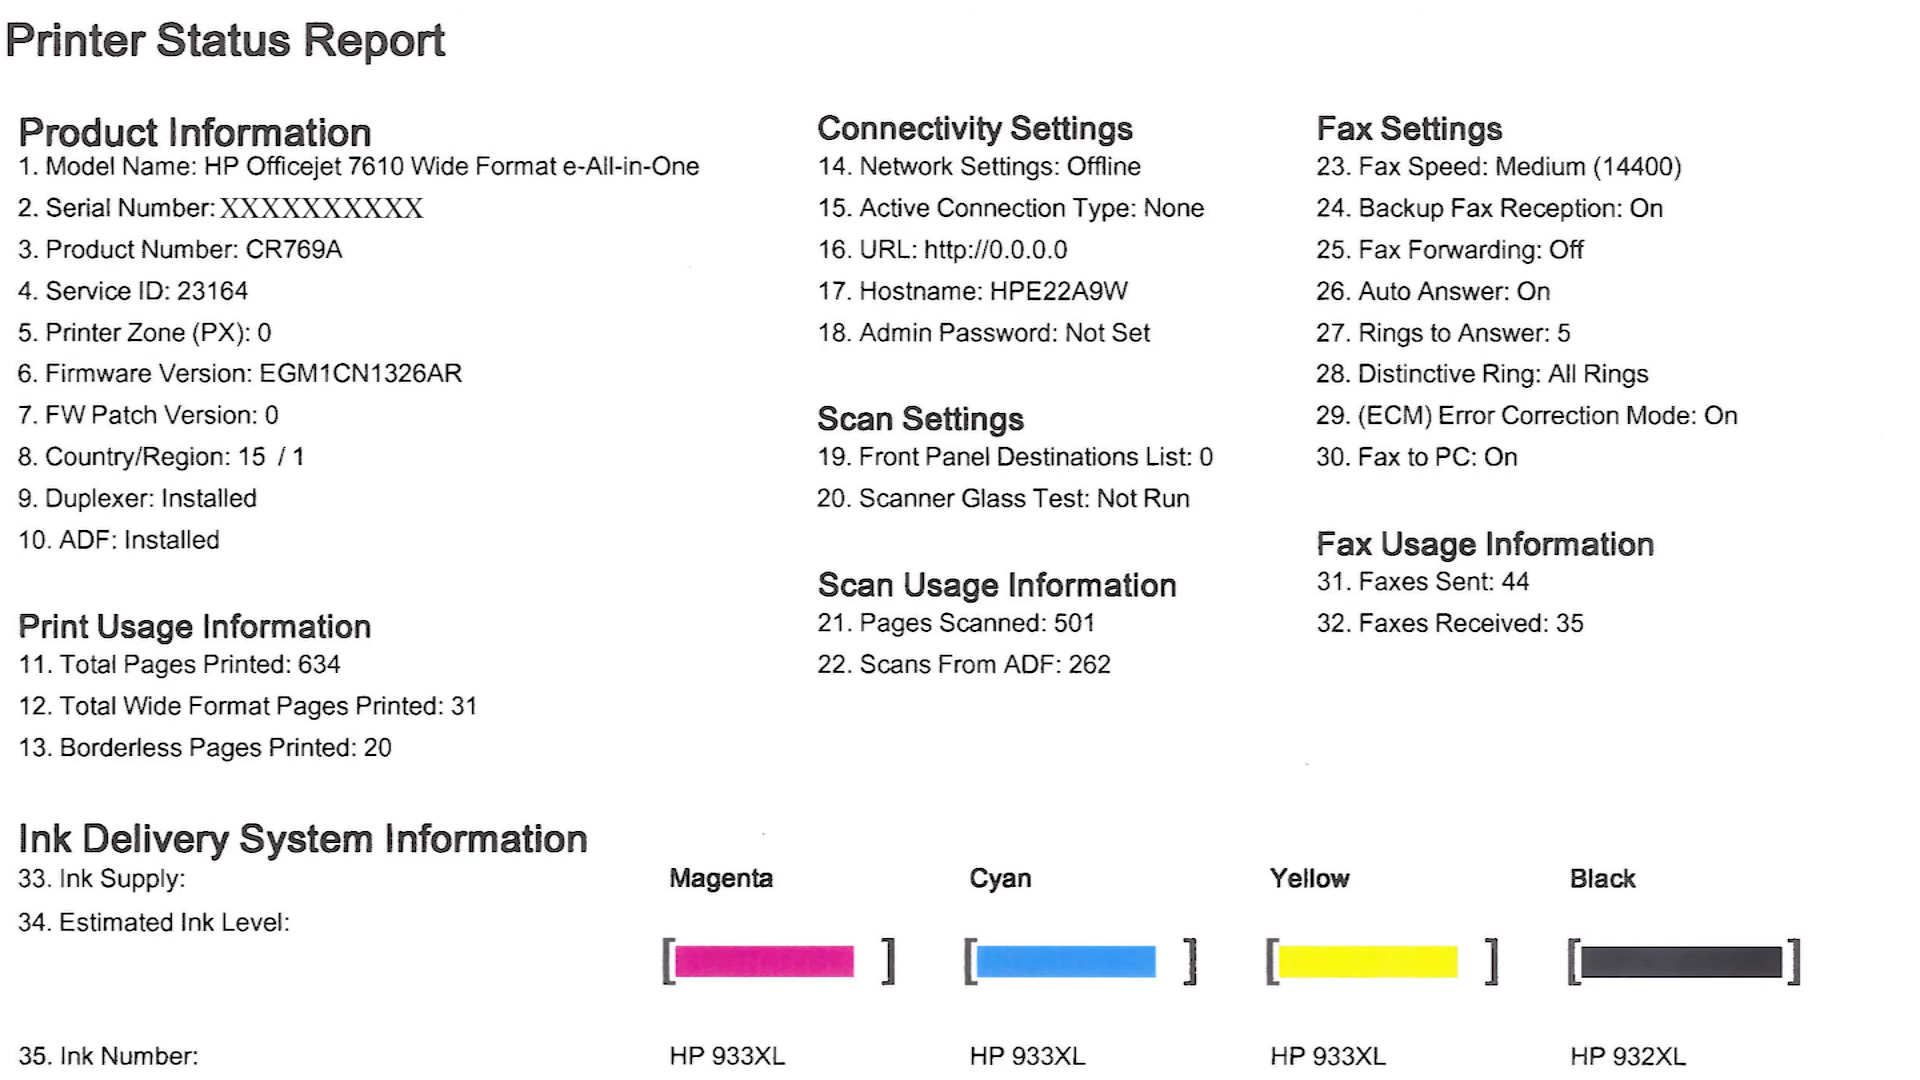 Printer Status Report
Product Information
1. Model Name: HP Officejet 7610 Wide Format e-All-in-One
2. Serial Number: XXXXXXXXXX
3. Product Number: CR769A
4. Service ID: 23164
5. Printer Zone (PX): 0
6. Firmware Version: EGM1CN1326AR
7. FW Patch Version: 0
8. Country/Region: 15 / 1
9. Duplexer: Installed
10. ADF: Installed
Print Usage Information
11. Total Pages Printed: 634
12. Total Wide Format Pages Printed: 31
13. Borderless Pages Printed: 20
Connectivity Settings
14. Network Settings: Offline
15. Active Connection Type: None
16. URL: http://0.0.0.0
17. Hostname: HPE22A9W
18. Admin Password: Not Set
Scan Settings
19. Front Panel Destinations List: 0
20. Scanner Glass Test: Not Run
Scan Usage Information
21. Pages Scanned: 501
22. Scans From ADF: 262
Fax Settings
23. Fax Speed: Medium (14400)
24. Backup Fax Reception: On
25. Fax Forwarding: Off
26. Auto Answer: On
27. Rings to Answer: 5
28. Distinctive Ring: All Rings
29. (ECM) Error Correction Mode: On
30. Fax to PC: On
Fax Usage Information
31. Faxes Sent: 44
32. Faxes Received: 35
Ink Delivery System Information
33. Ink Supply: Magenta Cyan Yellow Black
34. Estimated Ink Level:
[ ] [ ] [ ] [ ]
35. Ink Number: HP 933XL HP 933XL HP 933XL HP 932XL